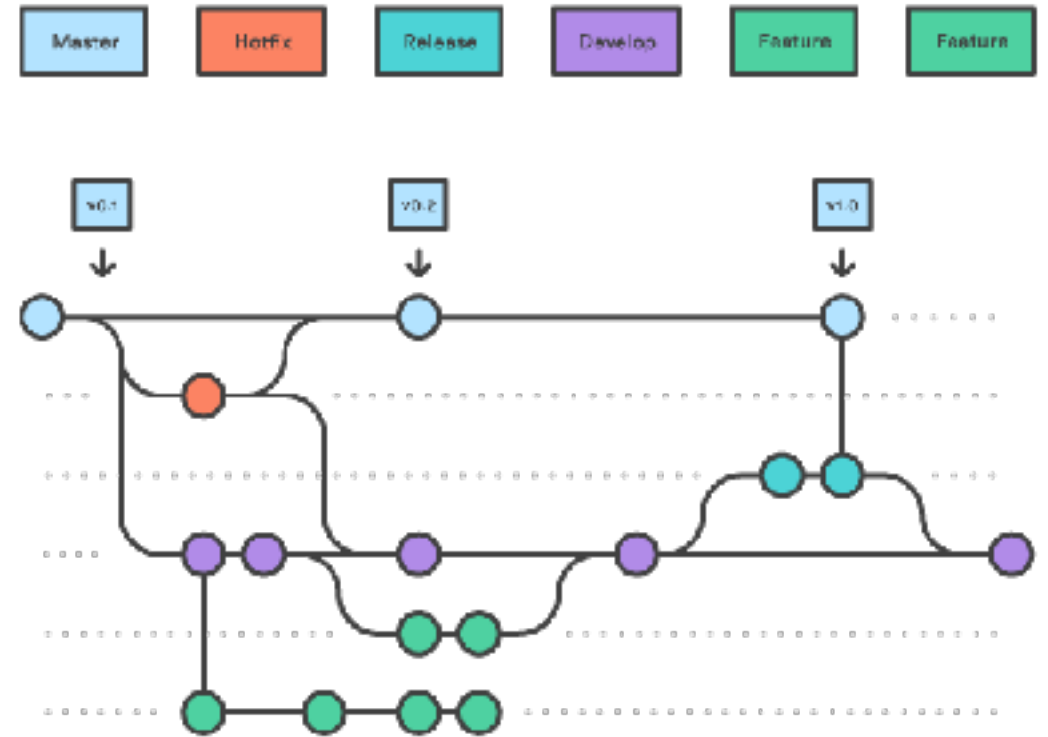 Master
Hotfix
Release
Develop
Feature
Feature
v0.1
v0.2
v1.0